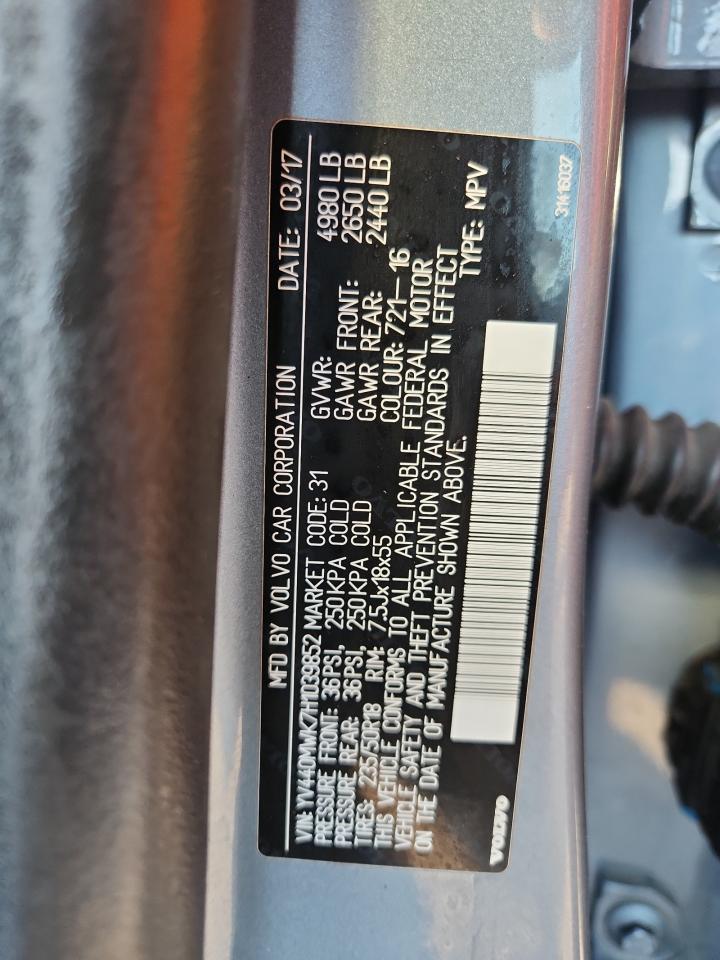 MFD BY VOLVO CAR CORPORATION DATE: 03/17
VIN: YV440MWK7H1039852 MARKET CODE: 31 GVWR: 4980 LB
PRESSURE FRONT: 36PSI, 250KPA COLD GAWR FRONT: 2650 LB
PRESSURE REAR: 36PSI, 250KPA COLD GAWR REAR: 2440 LB
TIRES: 235/50R18 RIM: 7.5Jx18x55 COLOUR: 721-16
THIS VEHICLE CONFORMS TO ALL APPLICABLE FEDERAL MOTOR
VEHICLE SAFETY AND THEFT PREVENTION STANDARDS IN EFFECT
ON THE DATE OF MANUFACTURE SHOWN ABOVE. TYPE: MPV
VOLVO 31416037